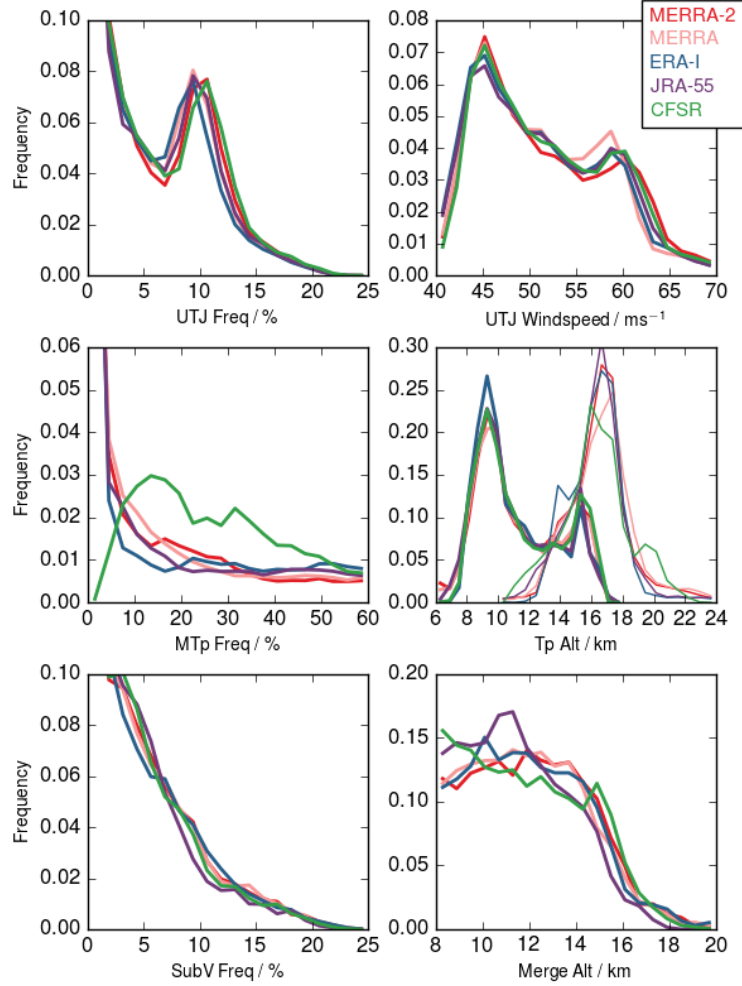 MERRA-2
MERRA
ERA-I
JRA-55
CFSR
0.10
0.08
0.06
0.04
0.02
0.00
Frequency
0 5 10 15 20 25
UTJ Freq / %
0.08
0.07
0.06
0.05
0.04
0.03
0.02
0.01
0.00
40 45 50 55 60 65 70
UTJ Windspeed / ms⁻¹
0.06
0.05
0.04
0.03
0.02
0.01
0.00
Frequency
0 10 20 30 40 50 60
MTp Freq / %
0.30
0.25
0.20
0.15
0.10
0.05
0.00
6 8 10 12 14 16 18 20 22 24
Tp Alt / km
0.10
0.08
0.06
0.04
0.02
0.00
Frequency
0 5 10 15 20 25
SubV Freq / %
0.20
0.15
0.10
0.05
0.00
8 10 12 14 16 18 20
Merge Alt / km